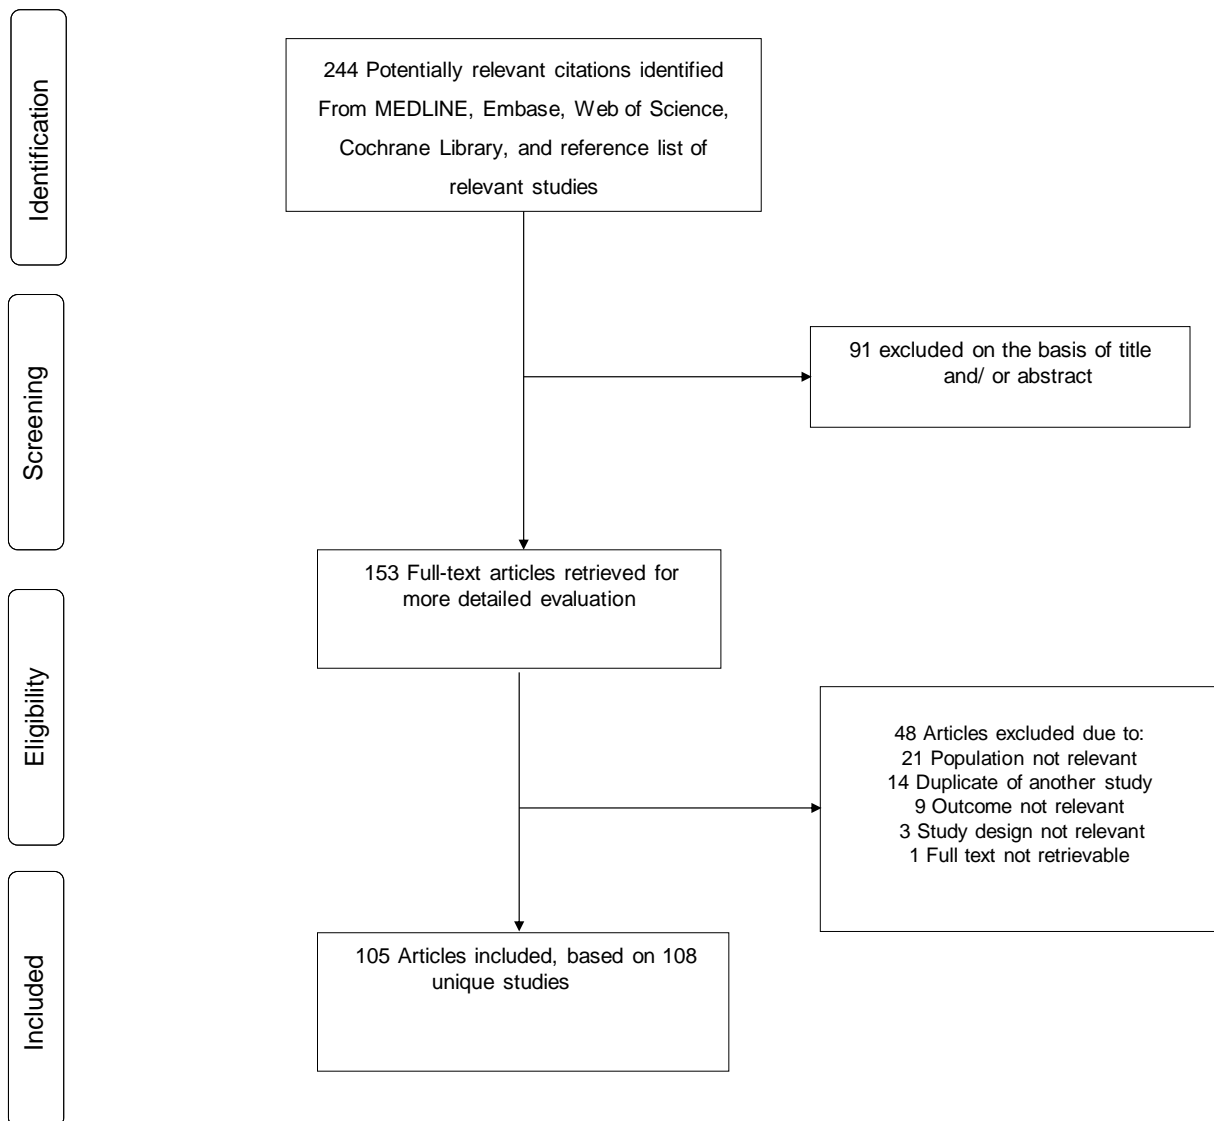 Identification
244 Potentially relevant citations identified
From MEDLINE, Embase, Web of Science,
Cochrane Library, and reference list of
relevant studies
Screening
91 excluded on the basis of title
and/ or abstract
153 Full-text articles retrieved for
more detailed evaluation
Eligibility
48 Articles excluded due to:
21 Population not relevant
14 Duplicate of another study
9 Outcome not relevant
3 Study design not relevant
1 Full text not retrievable
Included
105 Articles included, based on 108
unique studies